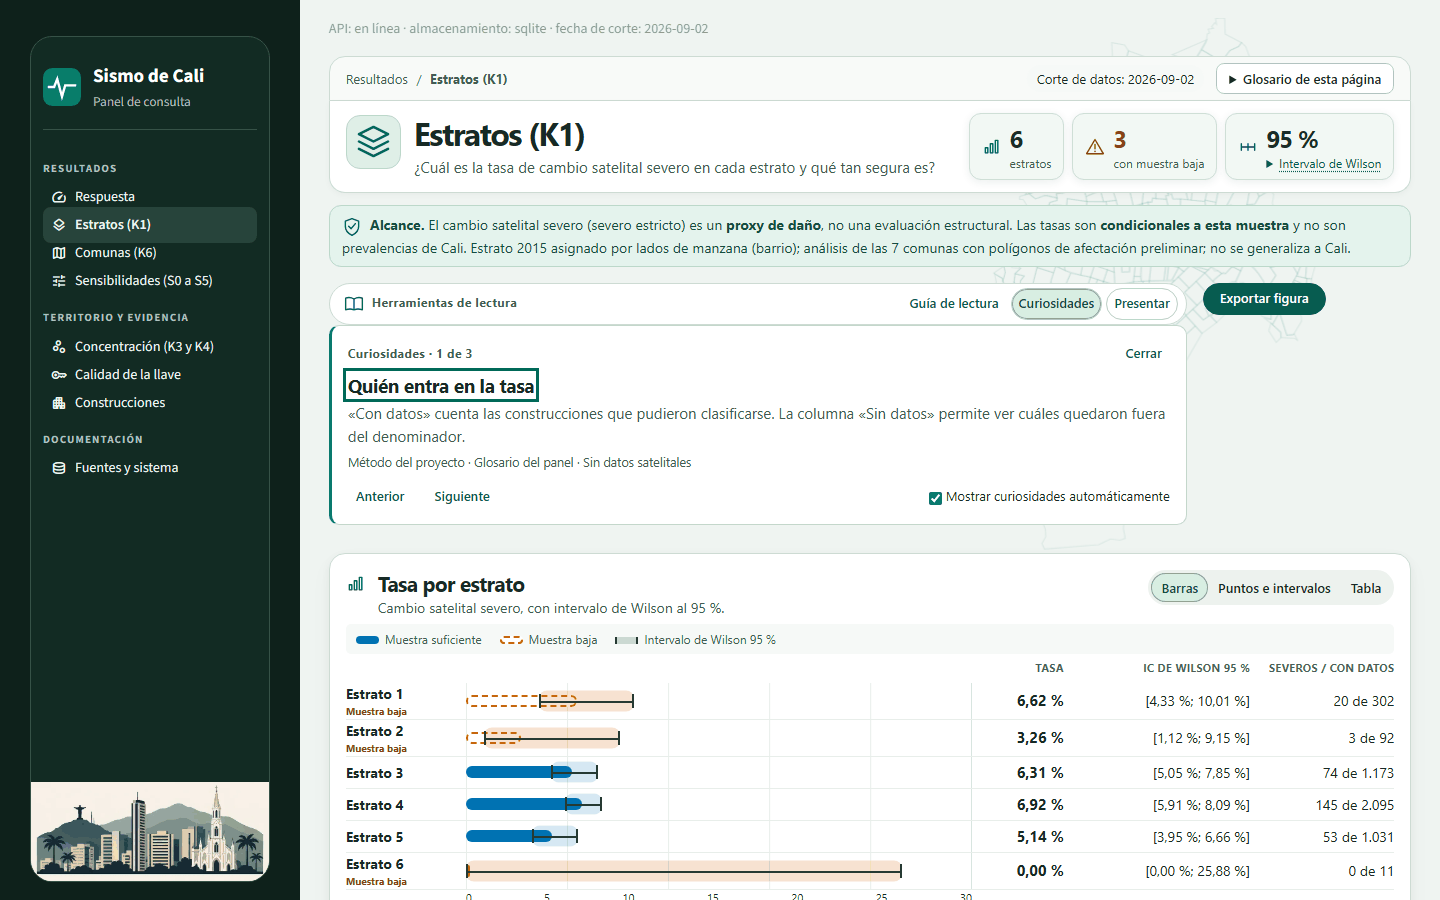 API: en línea · almacenamiento: sqlite · fecha de corte: 2026-09-02
Sismo de Cali
Panel de consulta
RESULTADOS
Respuesta
Estratos (K1)
Comunas (K6)
Sensibilidades (S0 a S5)
TERRITORIO Y EVIDENCIA
Concentración (K3 y K4)
Calidad de la llave
Construcciones
DOCUMENTACIÓN
Fuentes y sistema
Resultados / Estratos (K1)
Corte de datos: 2026-09-02
Glosario de esta página
Estratos (K1)
¿Cuál es la tasa de cambio satelital severo en cada estrato y qué tan segura es?
6
estratos
3
con muestra baja
95 %
Intervalo de Wilson
Alcance. El cambio satelital severo (severo estricto) es un proxy de daño, no una evaluación estructural. Las tasas son condicionales a esta muestra y no son
prevalencias de Cali. Estrato 2015 asignado por lados de manzana (barrio); análisis de las 7 comunas con polígonos de afectación preliminar; no se generaliza a Cali.
Herramientas de lectura
Guía de lectura
Curiosidades
Presentar
Exportar figura
Curiosidades · 1 de 3
Cerrar
Quién entra en la tasa
«Con datos» cuenta las construcciones que pudieron clasificarse. La columna «Sin datos» permite ver cuáles quedaron fuera
del denominador.
Método del proyecto · Glosario del panel · Sin datos satelitales
Anterior
Siguiente
Mostrar curiosidades automáticamente
Tasa por estrato
Cambio satelital severo, con intervalo de Wilson al 95 %.
Barras
Puntos e intervalos
Tabla
Muestra suficiente
Muestra baja
Intervalo de Wilson 95 %
TASA IC DE WILSON 95 % SEVEROS / CON DATOS
Estrato 1 6,62 % [4,33 %; 10,01 %] 20 de 302
Muestra baja
Estrato 2 3,26 % [1,12 %; 9,15 %] 3 de 92
Muestra baja
Estrato 3 6,31 % [5,05 %; 7,85 %] 74 de 1.173
Estrato 4 6,92 % [5,91 %; 8,09 %] 145 de 2.095
Estrato 5 5,14 % [3,95 %; 6,66 %] 53 de 1.031
Estrato 6 0,00 % [0,00 %; 25,88 %] 0 de 11
Muestra baja
0 5 10 15 20 25 30